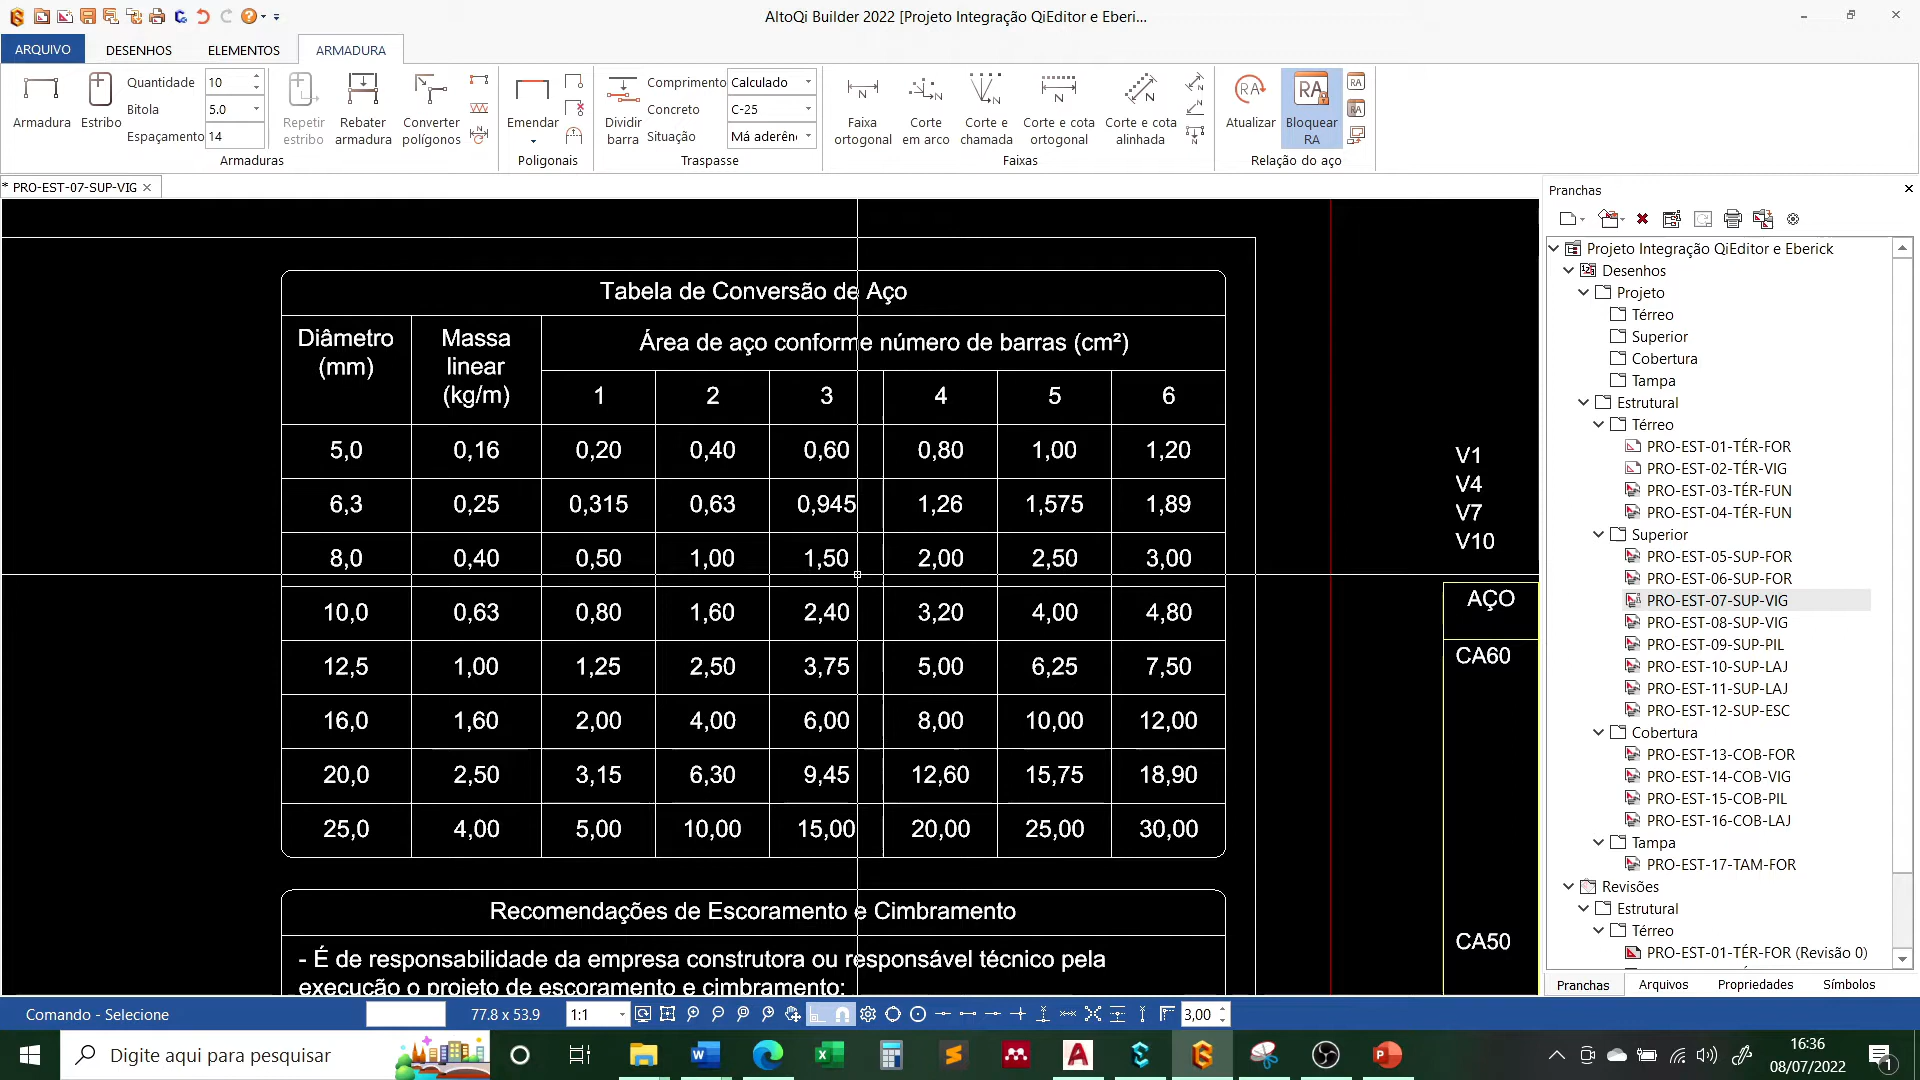 AltoQi Builder 2022 [Projeto Integração QiEditor e Eberi...
ARQUIVO DESENHOS ELEMENTOS ARMADURA
Armadura Estribo Quantidade 10
Bitola 5.0
Espaçamento 14
Repetir estribo
Rebater armadura
Converter polígonos
Armaduras
Emendar
Poligonais
Dividir barra
Comprimento Calculado
Concreto C-25
Situação Má aderên
Traspasse
Faixa ortogonal
Corte em arco
Corte e chamada
Corte e cota ortogonal
Corte e cota alinhada
Faixas
Atualizar
Bloquear RA
Relação do aço
* PRO-EST-07-SUP-VIG
Tabela de Conversão de Aço
Diâmetro (mm) Massa linear (kg/m) Área de aço conforme número de barras (cm²)
1 2 3 4 5 6
5,0 0,16 0,20 0,40 0,60 0,80 1,00 1,20
6,3 0,25 0,315 0,63 0,945 1,26 1,575 1,89
8,0 0,40 0,50 1,00 1,50 2,00 2,50 3,00
10,0 0,63 0,80 1,60 2,40 3,20 4,00 4,80
12,5 1,00 1,25 2,50 3,75 5,00 6,25 7,50
16,0 1,60 2,00 4,00 6,00 8,00 10,00 12,00
20,0 2,50 3,15 6,30 9,45 12,60 15,75 18,90
25,0 4,00 5,00 10,00 15,00 20,00 25,00 30,00
Recomendações de Escoramento e Cimbramento
- É de responsabilidade da empresa construtora ou responsável técnico pela
execução o projeto de escoramento e cimbramento;
V1
V4
V7
V10
AÇO
CA60
CA50
Pranchas
Projeto Integração QiEditor e Eberick
Desenhos
Projeto
Térreo
Superior
Cobertura
Tampa
Estrutural
Térreo
PRO-EST-01-TÉR-FOR
PRO-EST-02-TÉR-VIG
PRO-EST-03-TÉR-FUN
PRO-EST-04-TÉR-FUN
Superior
PRO-EST-05-SUP-FOR
PRO-EST-06-SUP-FOR
PRO-EST-07-SUP-VIG
PRO-EST-08-SUP-VIG
PRO-EST-09-SUP-PIL
PRO-EST-10-SUP-LAJ
PRO-EST-11-SUP-LAJ
PRO-EST-12-SUP-ESC
Cobertura
PRO-EST-13-COB-FOR
PRO-EST-14-COB-VIG
PRO-EST-15-COB-PIL
PRO-EST-16-COB-LAJ
Tampa
PRO-EST-17-TAM-FOR
Revisões
Estrutural
Térreo
PRO-EST-01-TÉR-FOR (Revisão 0)
Pranchas Arquivos Propriedades Símbolos
Comando - Selecione 77.8 x 53.9 1:1 3,00
Digite aqui para pesquisar
16:36
08/07/2022
1